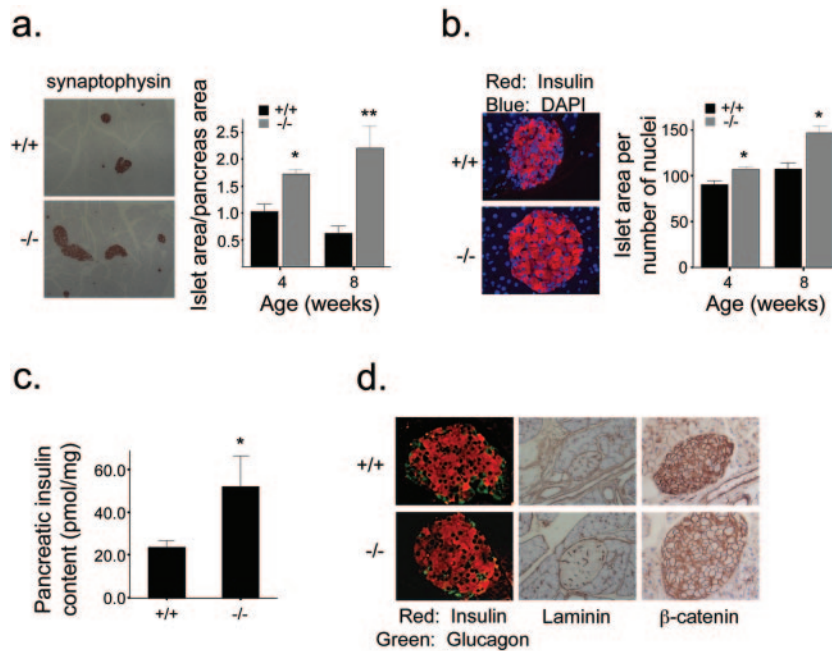 a.
synaptophysin
+/+
-/-
Islet area/pancreas area
2.5
2.0
1.5
1.0
0.5
+/+
-/-
*
**
4
8
Age (weeks)
b.
Red: Insulin
Blue: DAPI
+/+
-/-
Islet area per
number of nuclei
150
100
50
0
+/+
-/-
*
*
4
8
Age (weeks)
c.
Pancreatic insulin
content (pmol/mg)
60.0
40.0
20.0
0.0
*
+/+
-/-
d.
+/+
-/-
Red: Insulin
Green: Glucagon
Laminin
β-catenin